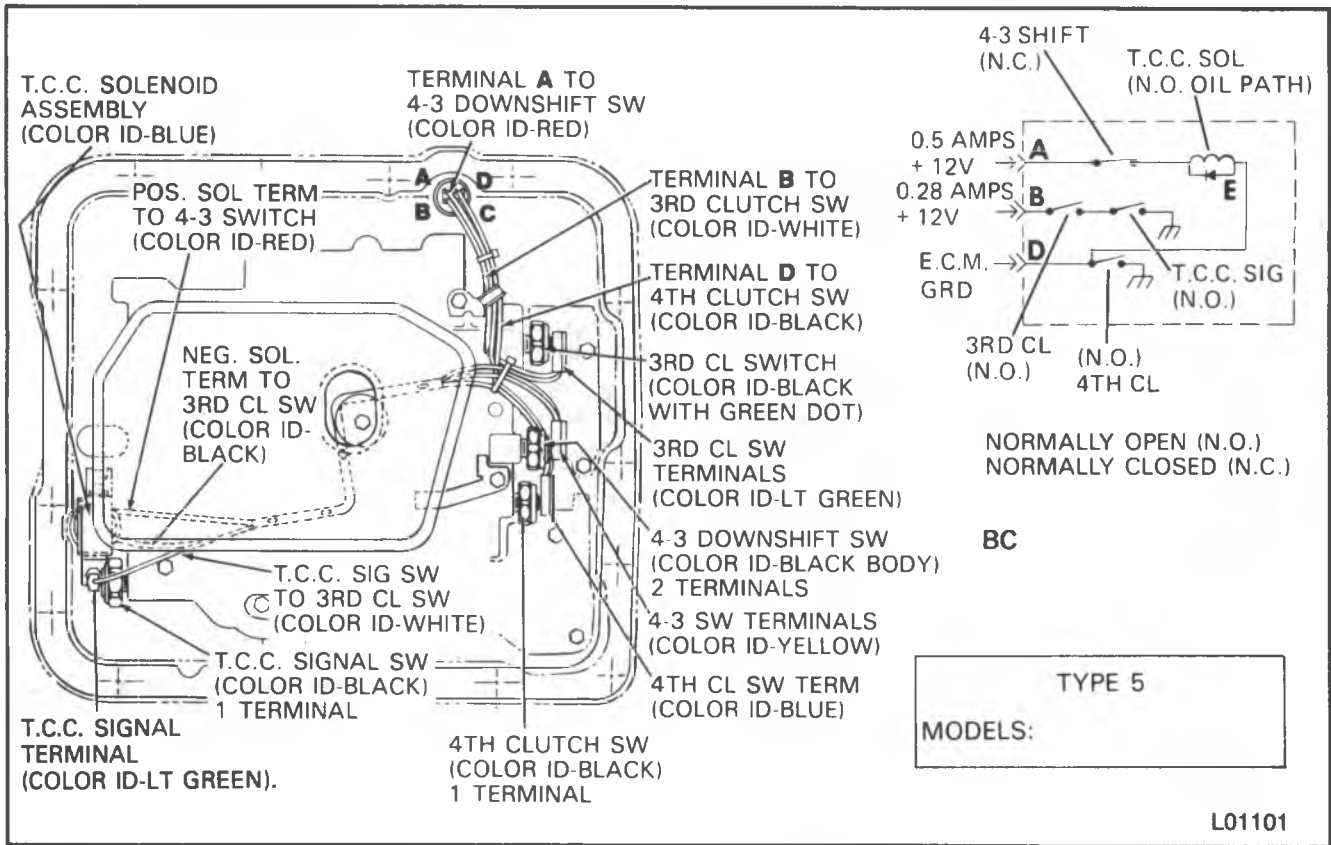 T.C.C. SOLENOID
ASSEMBLY
(COLOR ID-BLUE)
TERMINAL A TO
4-3 DOWNSHIFT SW
(COLOR ID-RED)
POS. SOL TERM
TO 4-3 SWITCH
(COLOR ID-RED)
A
D
B
C
TERMINAL B TO
3RD CLUTCH SW
(COLOR ID-WHITE)
TERMINAL D TO
4TH CLUTCH SW
(COLOR ID-BLACK)
NEG. SOL.
TERM TO
3RD CL SW
(COLOR ID-
BLACK)
3RD CL SWITCH
(COLOR ID-BLACK
WITH GREEN DOT)
3RD CL SW
TERMINALS
(COLOR ID-LT GREEN)
4-3 DOWNSHIFT SW
(COLOR ID-BLACK BODY)
2 TERMINALS
4-3 SW TERMINALS
(COLOR ID-YELLOW)
4TH CL SW TERM
(COLOR ID-BLUE)
T.C.C. SIG SW
TO 3RD CL SW
(COLOR ID-WHITE)
T.C.C. SIGNAL SW
(COLOR ID-BLACK)
1 TERMINAL
T.C.C. SIGNAL
TERMINAL
(COLOR ID-LT GREEN).
4TH CLUTCH SW
(COLOR ID-BLACK)
1 TERMINAL
4-3 SHIFT
(N.C.)
T.C.C. SOL
(N.O. OIL PATH)
0.5 AMPS
+ 12V
A
0.28 AMPS
+ 12V
B
E
E.C.M.
GRD
D
T.C.C. SIG
(N.O.)
3RD CL
(N.O.)
(N.O.)
4TH CL
NORMALLY OPEN (N.O.)
NORMALLY CLOSED (N.C.)
BC
TYPE 5
MODELS:
L01101